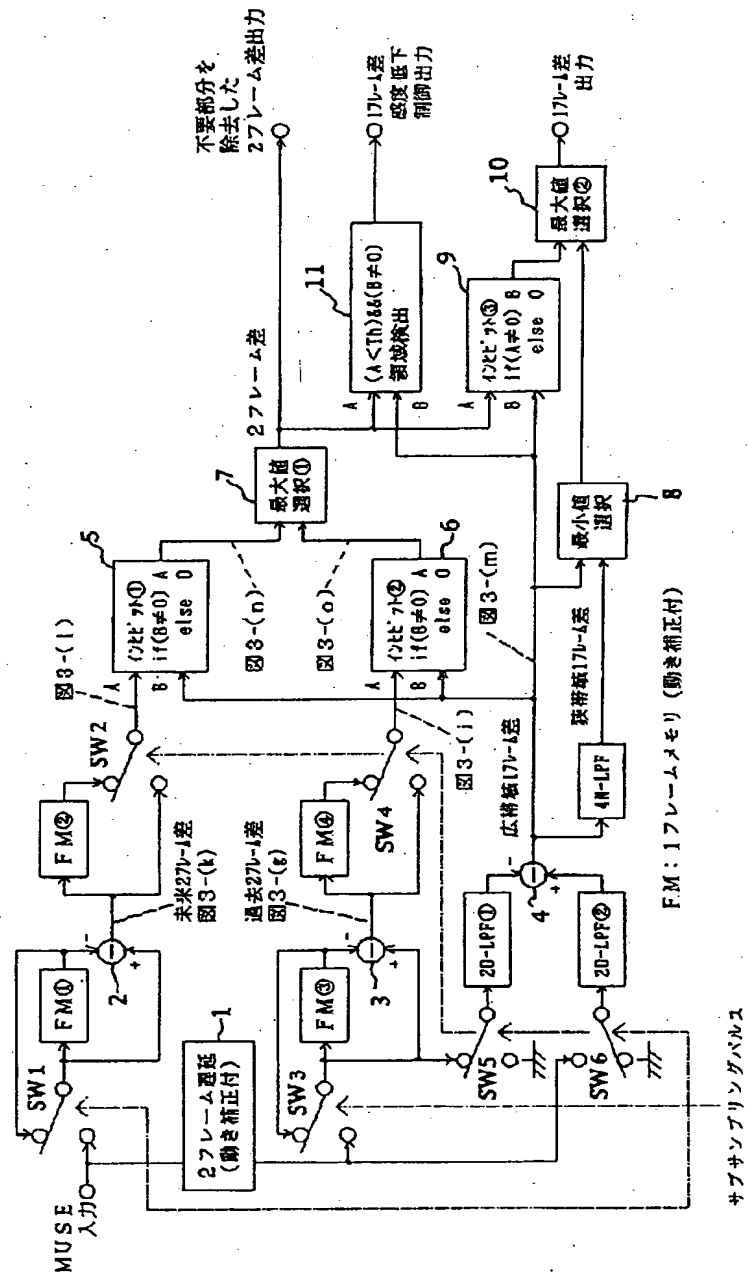 MUSE
入力
SW1
FM①
2
未来2フレーム差
図3-(k)
FM②
SW2
図3-(l)
5
インヒビット①
A
B
if(B≠0) A
else 0
図3-(n)
7
最大値
選択①
2フレーム差
不要部分を
除去した
2フレーム差出力
1
2フレーム遅延
(動き補正付)
SW3
FM③
3
過去2フレーム差
図3-(g)
FM④
SW4
図3-(j)
6
インヒビット②
A
B
if(B≠0) A
else 0
図3-(o)
11
A
B
(A<Th)&&(B≠0)
領域検出
1フレーム差
感度低下
制御出力
SW5
SW6
2D-LPF①
2D-LPF②
4
広帯域1フレーム差
図3-(m)
4M-LPF
狭帯域1フレーム差
8
最小値
選択
9
A
B
インヒビット③
if(A≠0) B
else 0
10
最大値
選択②
1フレーム差
出力
サブサンプリングパルス
FM:1フレームメモリ(動き補正付)